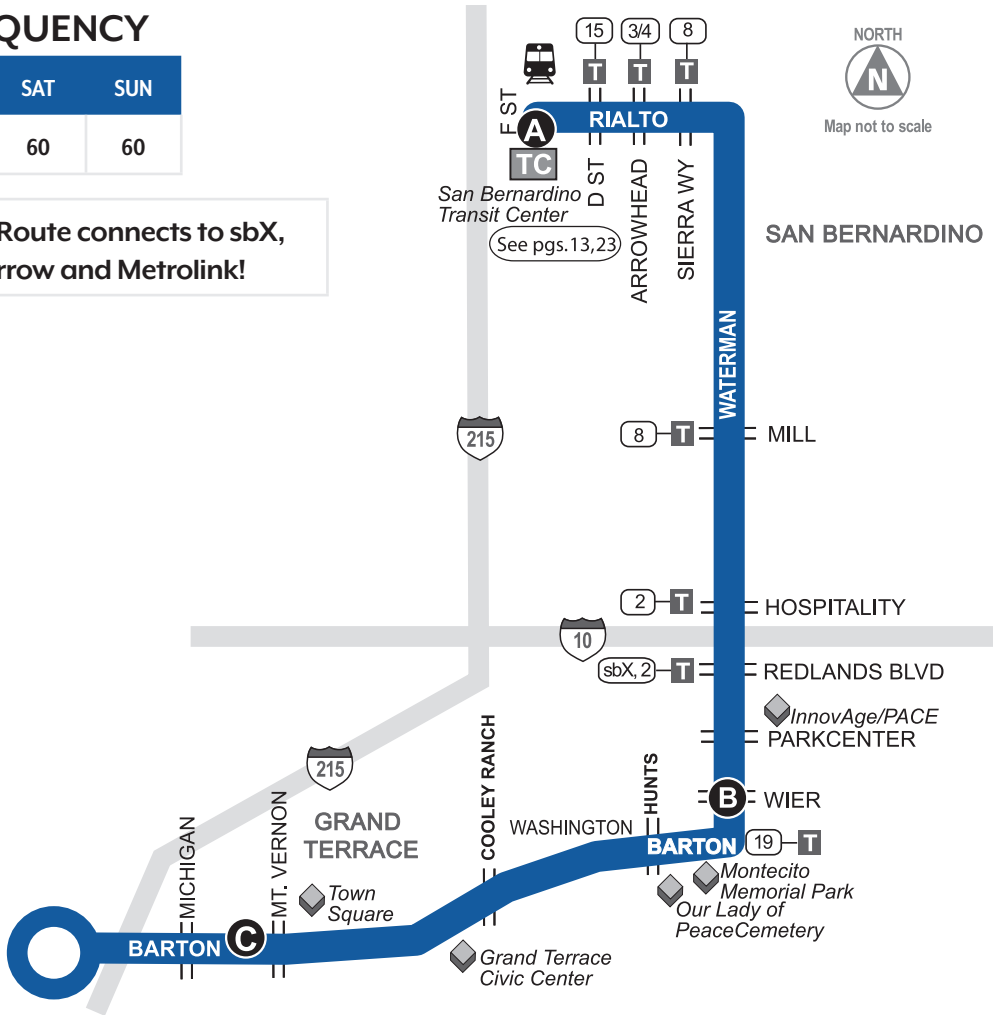 QUENCY
SAT SUN
60 60
Route connects to sbX,
rrow and Metrolink!
15 3/4 8
T T T
NORTH
N
Map not to scale
F ST
A
RIALTO
TC
San Bernardino
Transit Center
See pgs.13,23
D ST
ARROWHEAD
SIERRA WY
SAN BERNARDINO
WATERMAN
215
8 T MILL
2 T HOSPITALITY
10
sbX, 2 T REDLANDS BLVD
InnovAge/PACE
PARKCENTER
215
B WIER
HUNTS
COOLEY RANCH
WASHINGTON
BARTON 19 T
GRAND
TERRACE
MICHIGAN
MT. VERNON
Town
Square
Montecito
Memorial Park
Our Lady of
PeaceCemetery
BARTON C
Grand Terrace
Civic Center